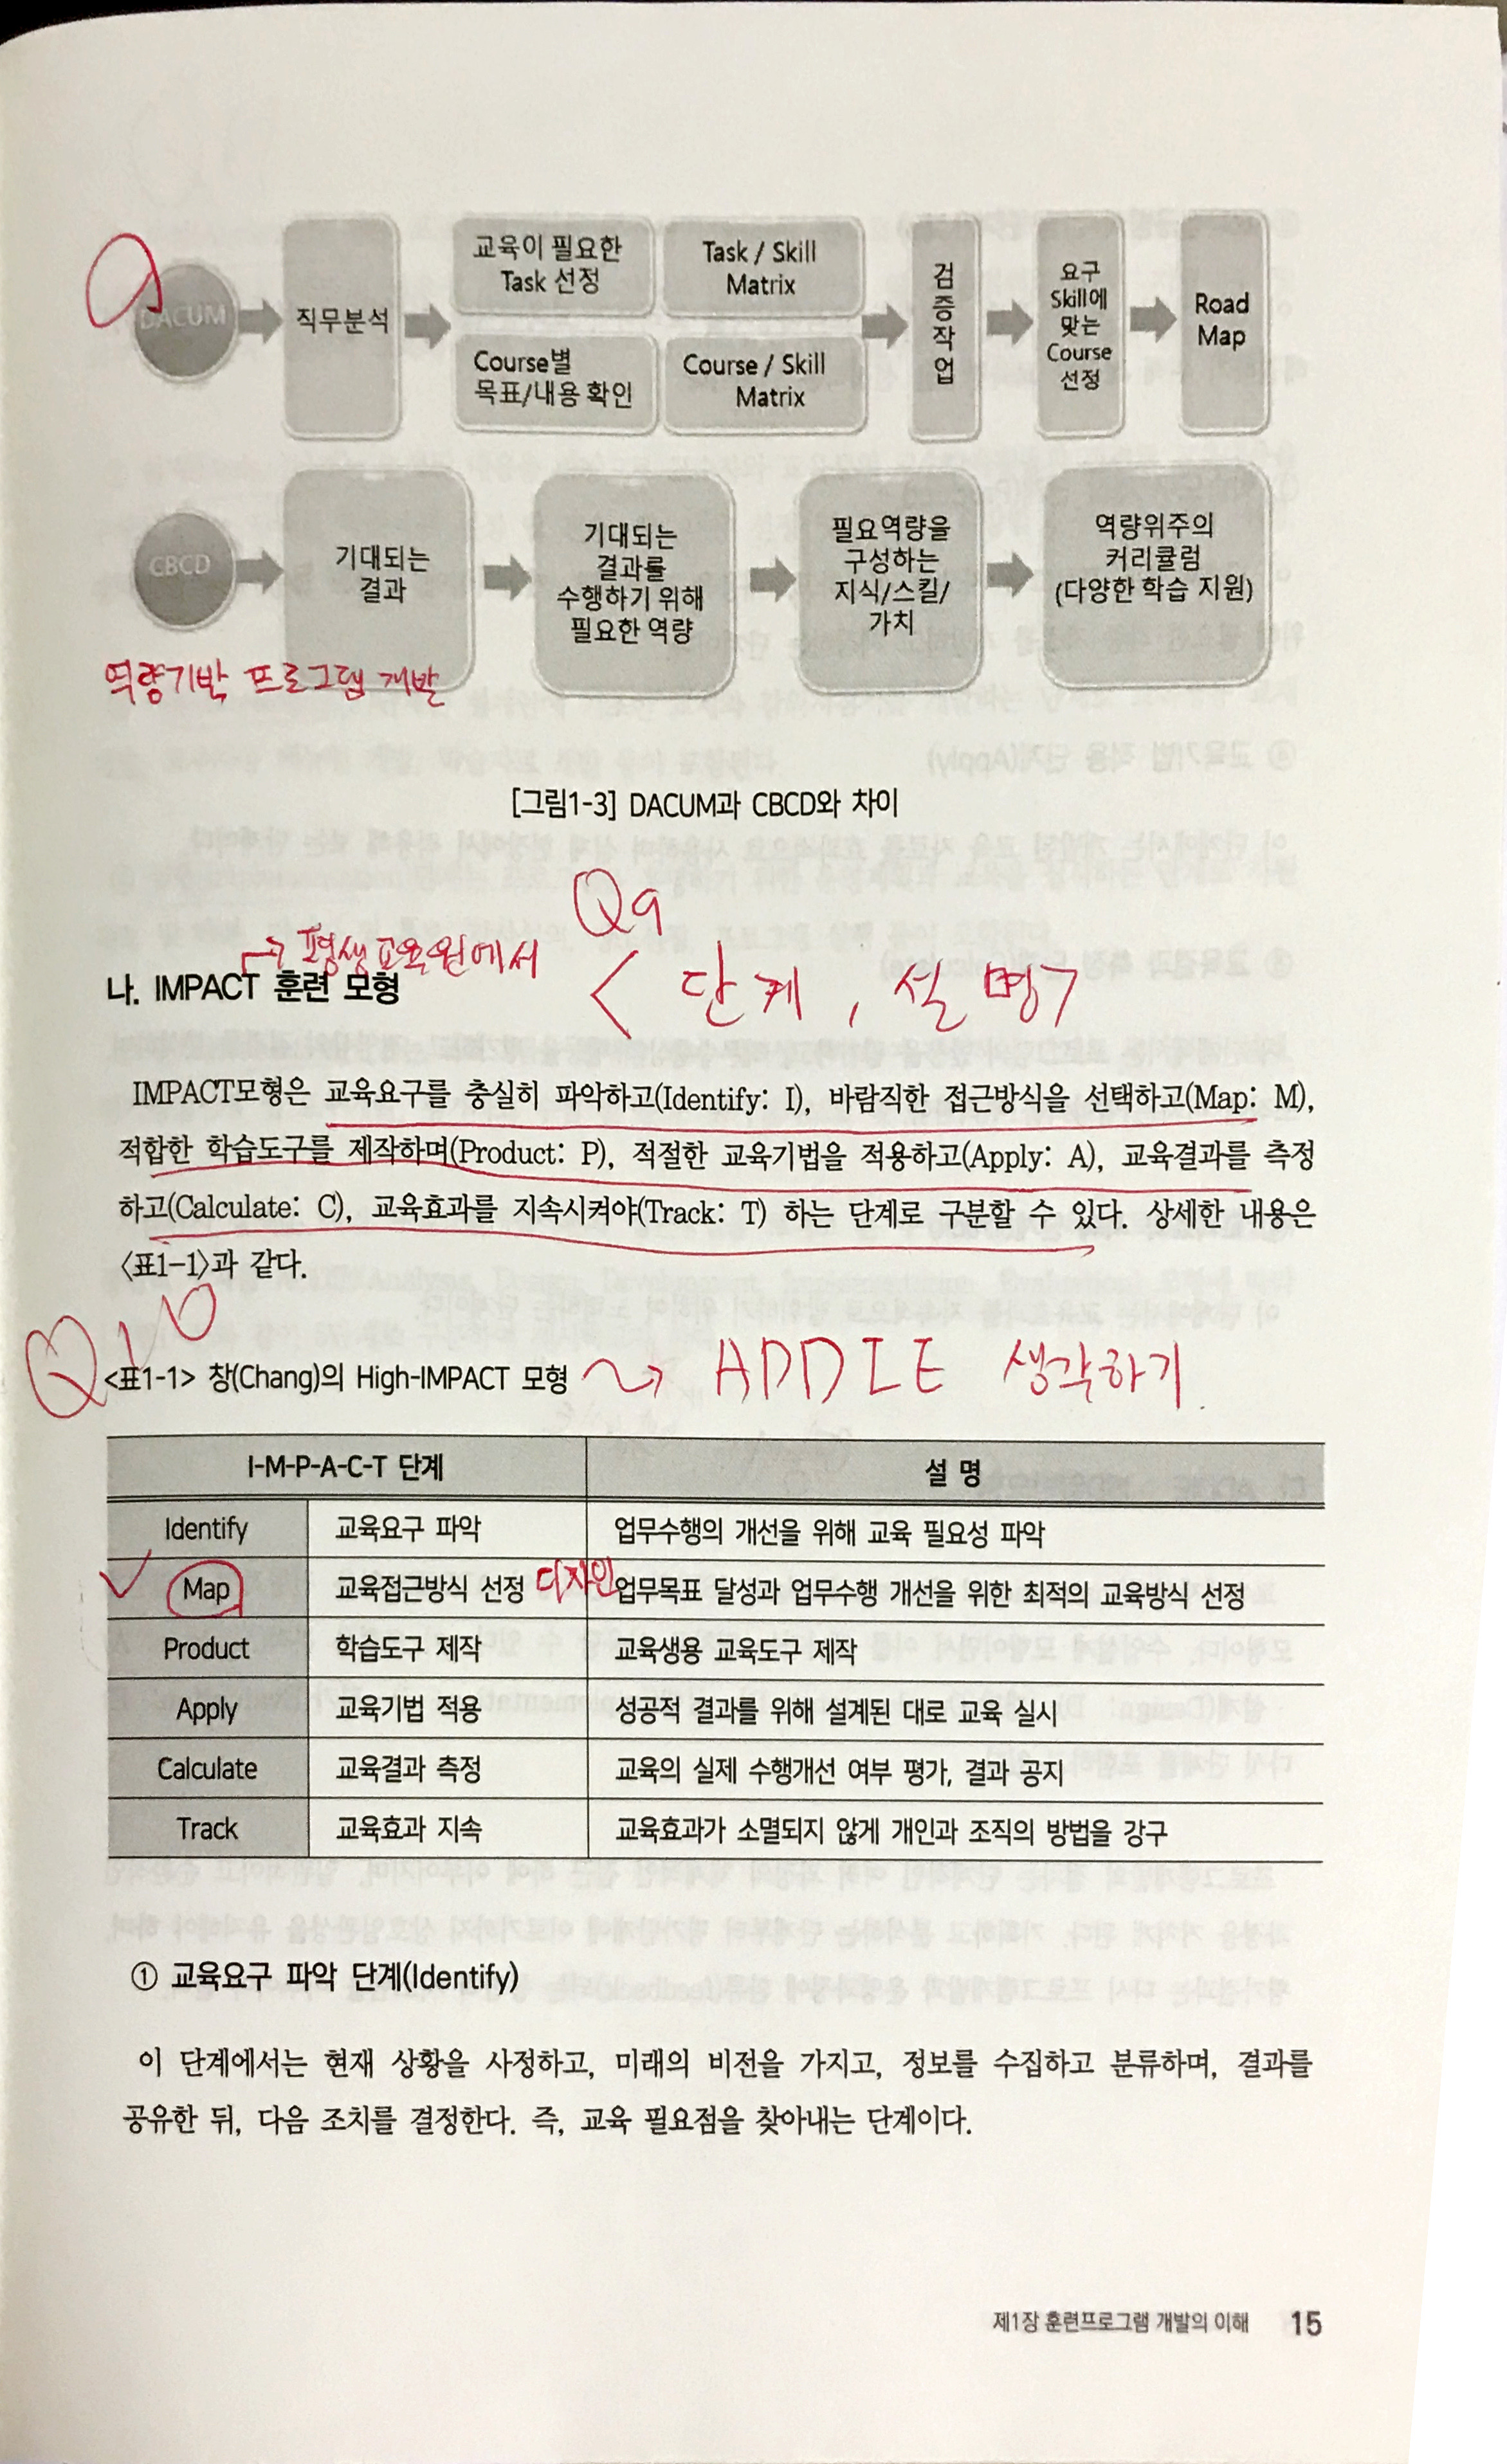 DACUM
직무분석
교육이 필요한
Task 선정
Task / Skill
Matrix
Course별
목표/내용 확인
Course / Skill
Matrix
검
증
작
업
요구
Skill에
맞는
Course
선정
Road
Map
CBCD
기대되는
결과
기대되는
결과를
수행하기 위해
필요한 역량
필요역량을
구성하는
지식/스킬/
가치
역량위주의
커리큘럼
(다양한 학습 지원)
역량기반 프로그램 개발
[그림1-3] DACUM과 CBCD와 차이
Q9
→ 평생교육원에서
< 단계, 설명>
나. IMPACT 훈련 모형
IMPACT모형은 교육요구를 충실히 파악하고(Identify: I), 바람직한 접근방식을 선택하고(Map: M),
적합한 학습도구를 제작하며(Product: P), 적절한 교육기법을 적용하고(Apply: A), 교육결과를 측정
하고(Calculate: C), 교육효과를 지속시켜야(Track: T) 하는 단계로 구분할 수 있다. 상세한 내용은
〈표1-1〉과 같다.
Q10
<표1-1> 창(Chang)의 High-IMPACT 모형 → ADDIE 생각하기
I-M-P-A-C-T 단계 설 명
Identify 교육요구 파악 업무수행의 개선을 위해 교육 필요성 파악
Map 교육접근방식 선정 디자인 업무목표 달성과 업무수행 개선을 위한 최적의 교육방식 선정
Product 학습도구 제작 교육생용 교육도구 제작
Apply 교육기법 적용 성공적 결과를 위해 설계된 대로 교육 실시
Calculate 교육결과 측정 교육의 실제 수행개선 여부 평가, 결과 공지
Track 교육효과 지속 교육효과가 소멸되지 않게 개인과 조직의 방법을 강구
① 교육요구 파악 단계(Identify)
이 단계에서는 현재 상황을 사정하고, 미래의 비전을 가지고, 정보를 수집하고 분류하며, 결과를
공유한 뒤, 다음 조치를 결정한다. 즉, 교육 필요점을 찾아내는 단계이다.
제1장 훈련프로그램 개발의 이해 15